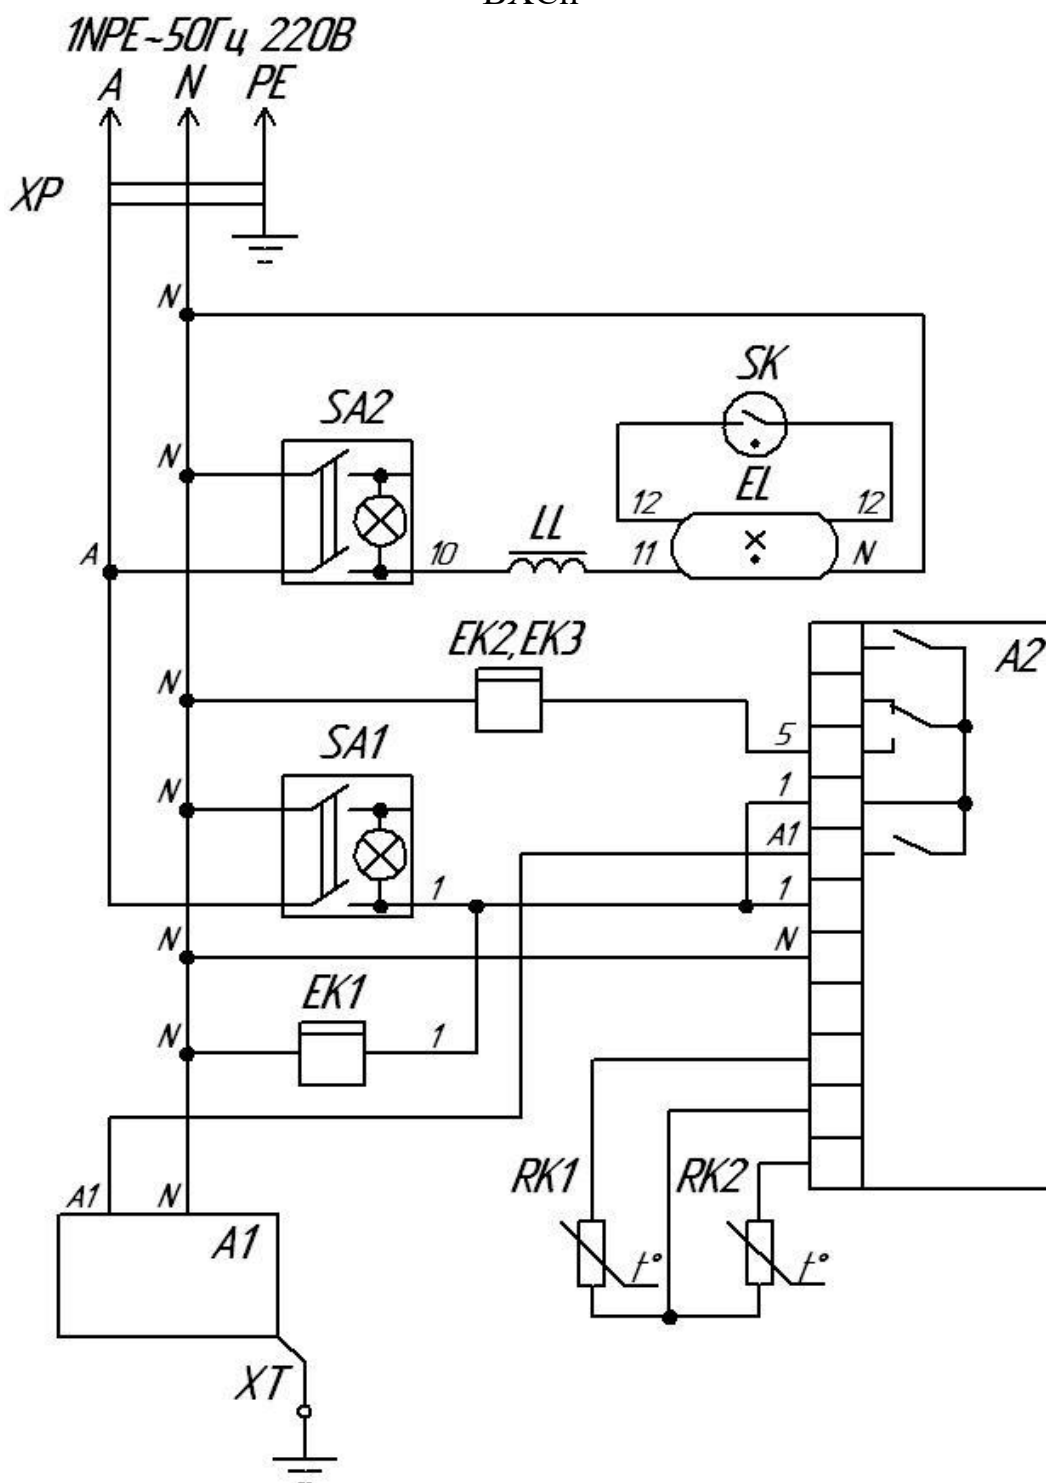 1NPE~50Гц 220В
A N PE
XP
N
SK
SA2
N
EL
12 12
LL
A 10 11 N
EK2,EK3
A2
N
5
SA1
1
N
A1
1 1
N N
EK1
N 1
RK1 RK2
A1 N
A1
t° t°
XT